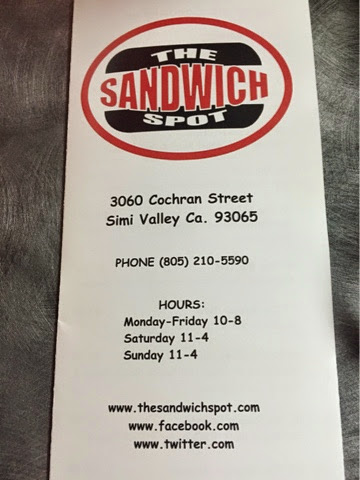 THE
SANDWICH
SPOT
3060 Cochran Street
Simi Valley Ca. 93065
PHONE (805) 210-5590
HOURS:
Monday-Friday 10-8
Saturday 11-4
Sunday 11-4
www.thesandwichspot.com
www.facebook.com
www.twitter.com